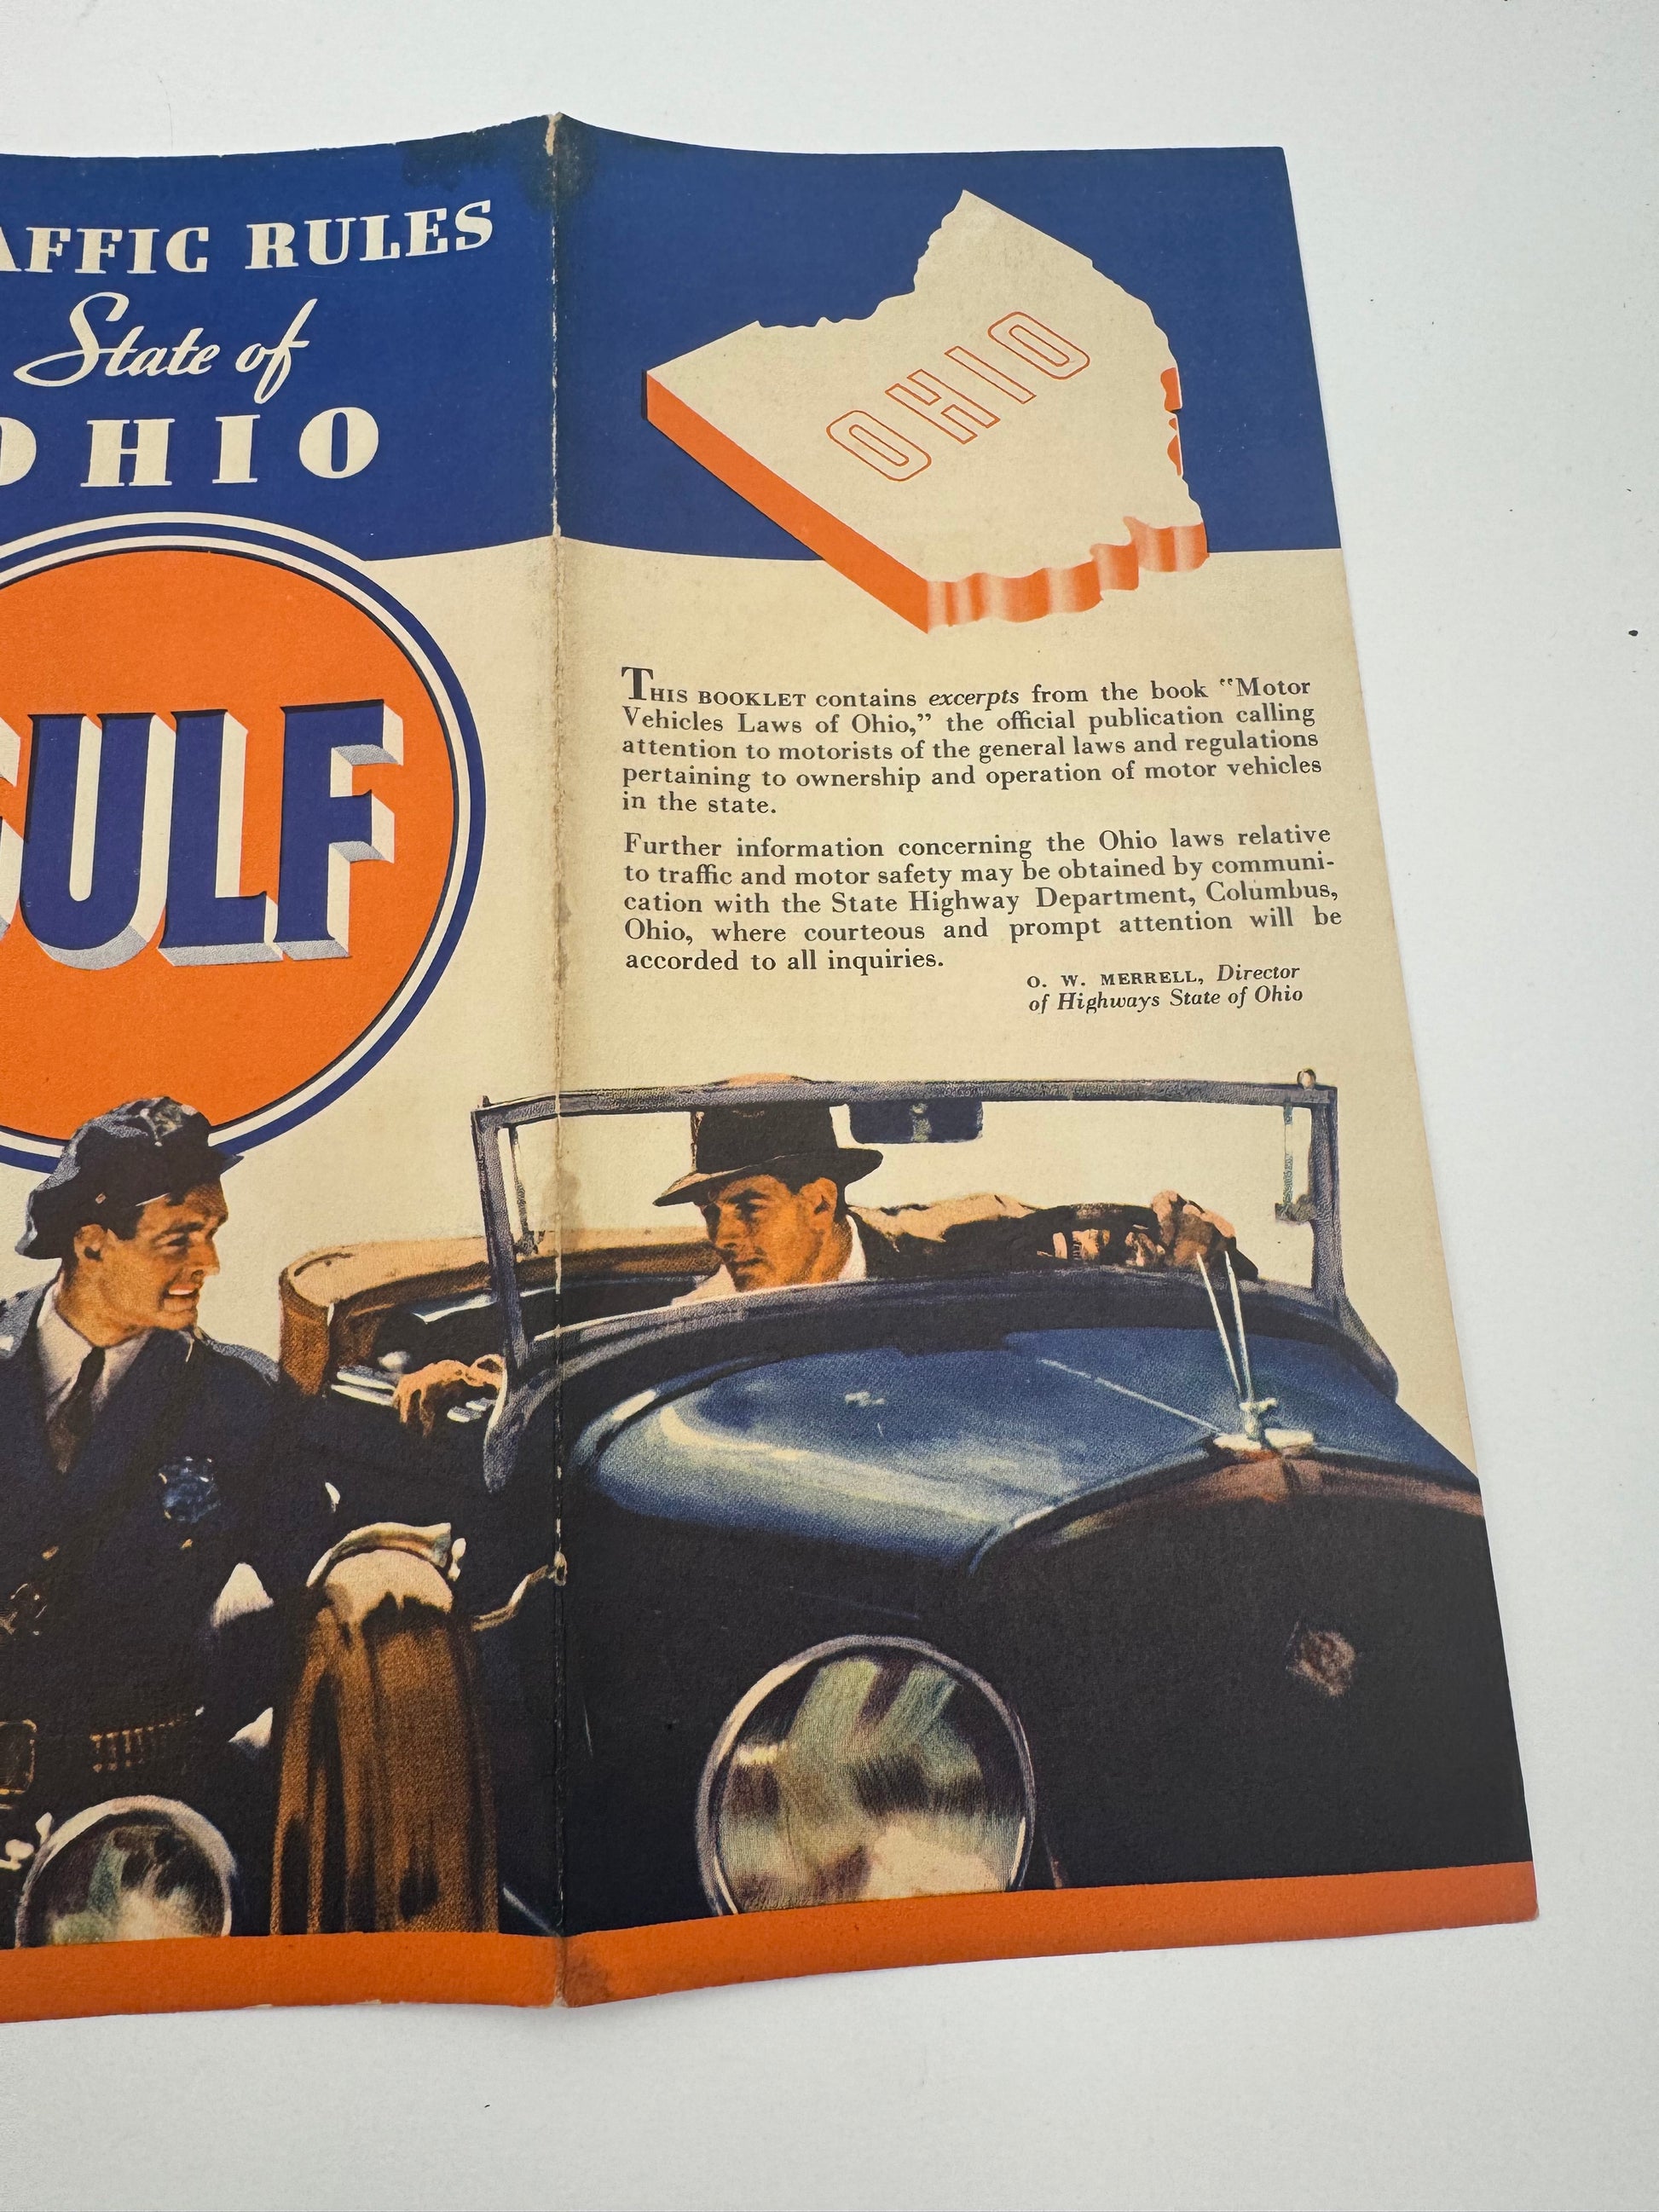 AFFIC RULES
State of
OHIO
GULF
OHIO
THIS BOOKLET contains excerpts from the book "Motor
Vehicles Laws of Ohio," the official publication calling
attention to motorists of the general laws and regulations
pertaining to ownership and operation of motor vehicles
in the state.
Further information concerning the Ohio laws relative
to traffic and motor safety may be obtained by communi-
cation with the State Highway Department, Columbus,
Ohio, where courteous and prompt attention will be
accorded to all inquiries.
O. W. MERRELL, Director
of Highways State of Ohio